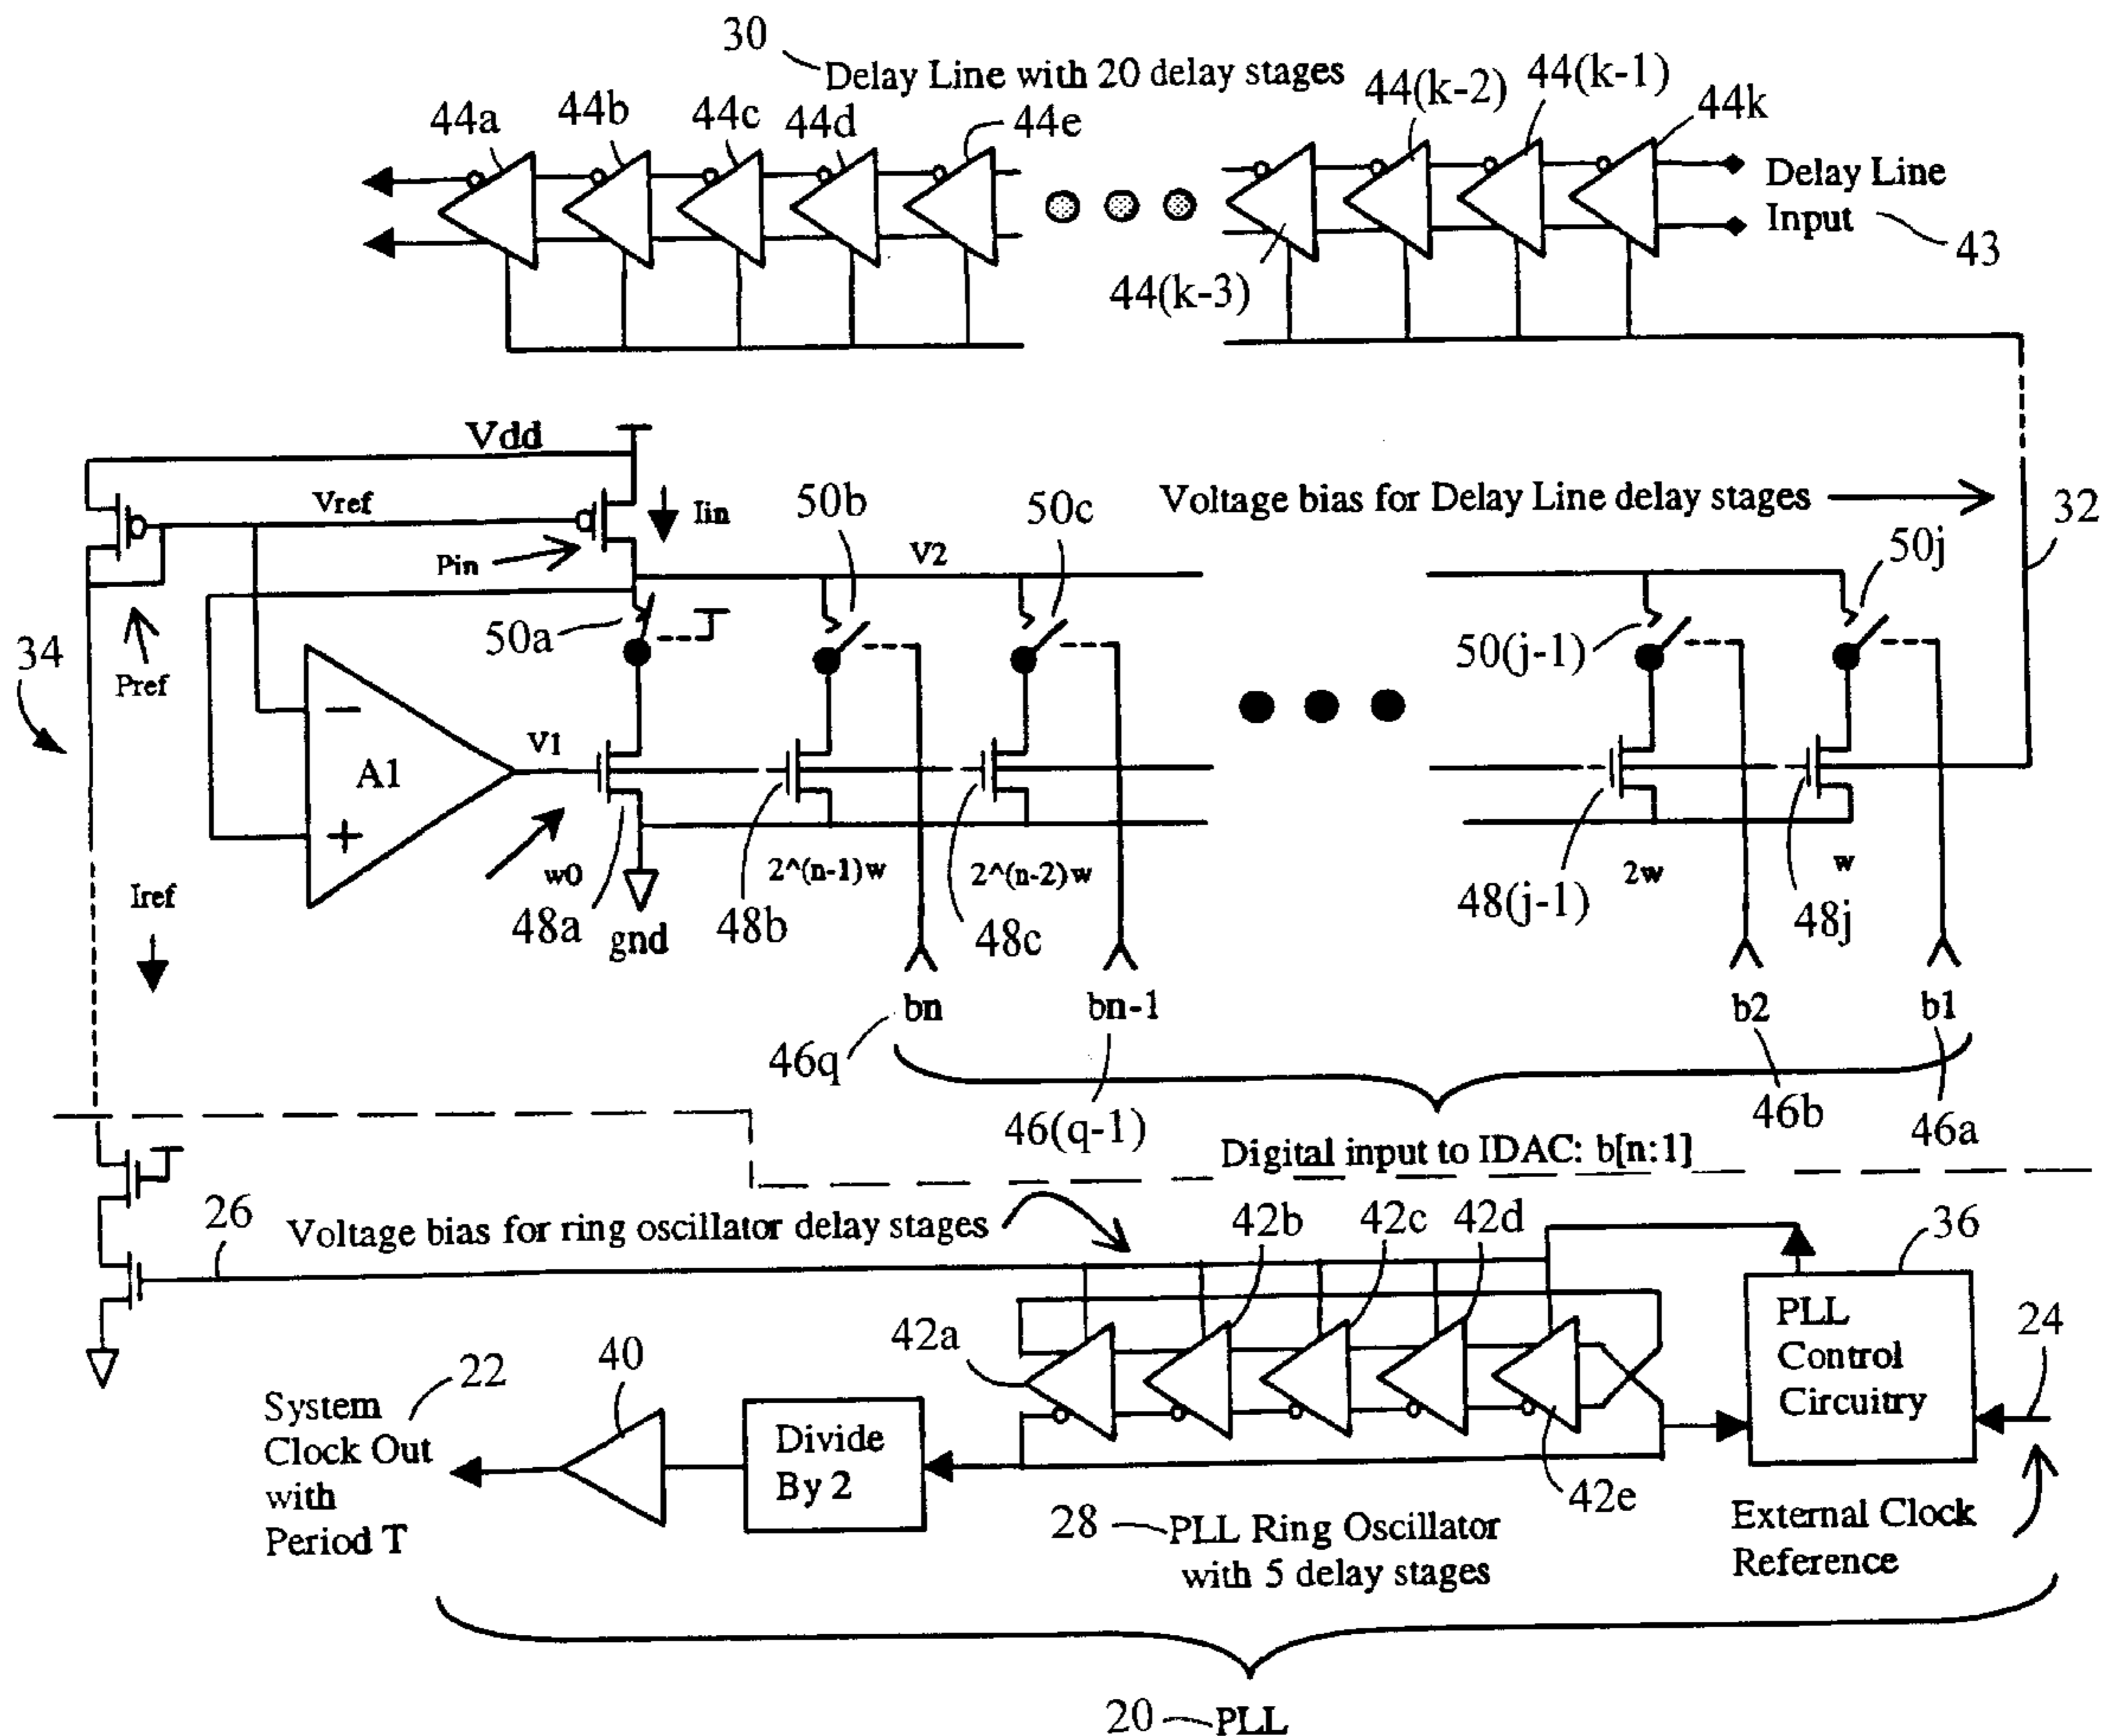 30
Delay Line with 20 delay stages
44a
44b
44c
44d
44e
44(k-2)
44(k-1)
44k
44(k-3)
Delay Line
Input
43
Vdd
Vref
Iin
Pin
Pref
50a
50b
50c
V2
Voltage bias for Delay Line delay stages
32
50j
50(j-1)
34
−
A1
+
V1
Iref
w0
48a
gnd
2^(n-1)w
48b
2^(n-2)w
48c
48(j-1)
2w
w
48j
bn
bn-1
b2
b1
46q
46(q-1)
46b
46a
Digital input to IDAC: b[n:1]
26
Voltage bias for ring oscillator delay stages
42b
42c
42d
36
42a
42e
PLL
Control
Circuitry
24
System
Clock Out
with
Period T
22
40
Divide
By 2
28
PLL Ring Oscillator
with 5 delay stages
External Clock
Reference
20
PLL